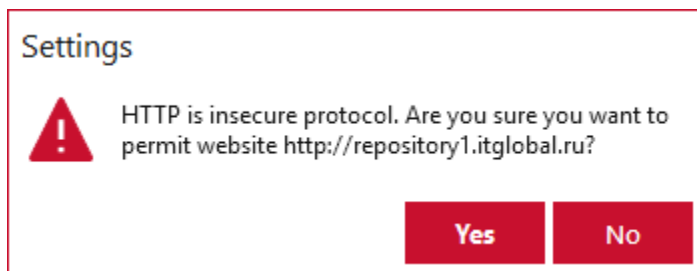 Settings
HTTP is insecure protocol. Are you sure you want to
permit website http://repository1.itglobal.ru?
Yes No